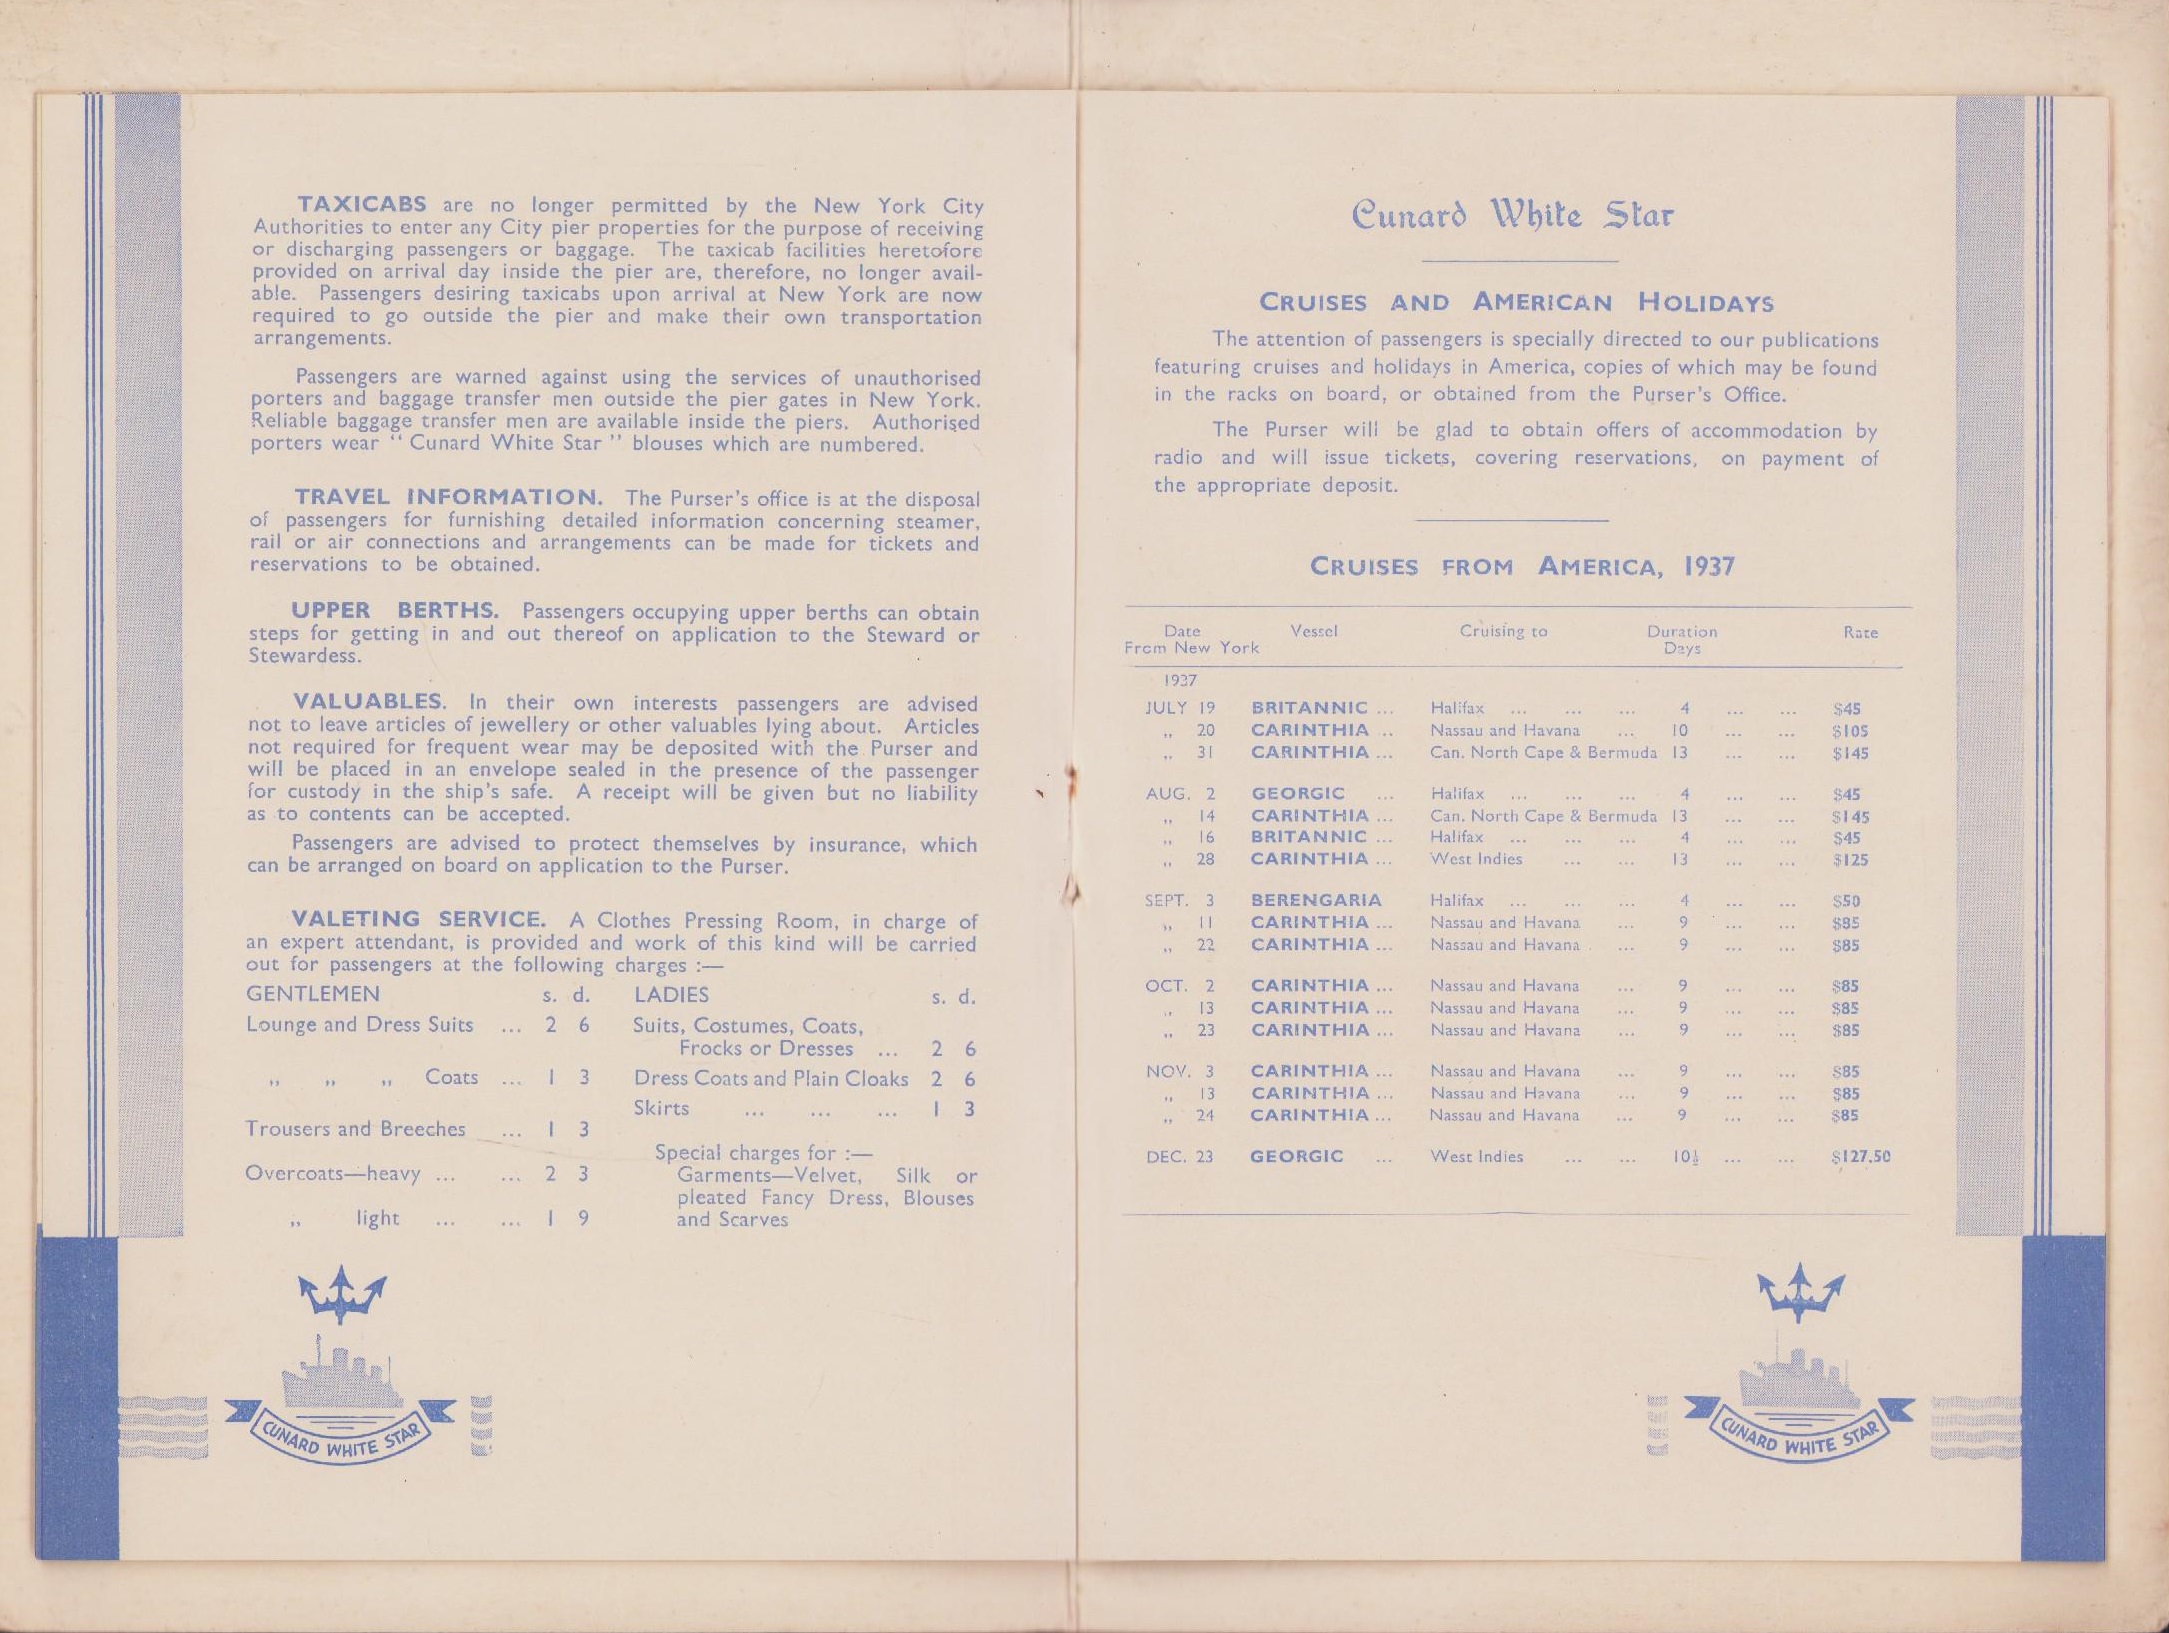 TAXICABS are no longer permitted by the New York City
Authorities to enter any City pier properties for the purpose of receiving
or discharging passengers or baggage. The taxicab facilities heretofore
provided on arrival day inside the pier are, therefore, no longer avail-
able. Passengers desiring taxicabs upon arrival at New York are now
required to go outside the pier and make their own transportation
arrangements.
Passengers are warned against using the services of unauthorised
porters and baggage transfer men outside the pier gates in New York.
Reliable baggage transfer men are available inside the piers. Authorised
porters wear “ Cunard White Star ” blouses which are numbered.
TRAVEL INFORMATION. The Purser's office is at the disposal
of passengers for furnishing detailed information concerning steamer,
rail or air connections and arrangements can be made for tickets and
reservations to be obtained.
UPPER BERTHS. Passengers occupying upper berths can obtain
steps for getting in and out thereof on application to the Steward or
Stewardess.
VALUABLES. In their own interests passengers are advised
not to leave articles of jewellery or other valuables lying about. Articles
not required for frequent wear may be deposited with the Purser and
will be placed in an envelope sealed in the presence of the passenger
for custody in the ship's safe. A receipt will be given but no liability
as to contents can be accepted.
Passengers are advised to protect themselves by insurance, which
can be arranged on board on application to the Purser.
VALETING SERVICE. A Clothes Pressing Room, in charge of
an expert attendant, is provided and work of this kind will be carried
out for passengers at the following charges :—
GENTLEMEN s. d.
Lounge and Dress Suits ... 2 6
„ „ „ Coats ... 1 3
Trousers and Breeches ... 1 3
Overcoats—heavy ... ... 2 3
„ light ... ... 1 9
LADIES s. d.
Suits, Costumes, Coats,
Frocks or Dresses ... 2 6
Dress Coats and Plain Cloaks 2 6
Skirts ... ... ... 1 3
Special charges for :—
Garments—Velvet, Silk or
pleated Fancy Dress, Blouses
and Scarves
CUNARD WHITE STAR
Cunard White Star
CRUISES AND AMERICAN HOLIDAYS
The attention of passengers is specially directed to our publications
featuring cruises and holidays in America, copies of which may be found
in the racks on board, or obtained from the Purser's Office.
The Purser will be glad to obtain offers of accommodation by
radio and will issue tickets, covering reservations, on payment of
the appropriate deposit.
CRUISES FROM AMERICA, 1937
Date Vessel Cruising to Duration Rate
From New York Days
1937
JULY 19 BRITANNIC ... Halifax ... ... ... 4 ... ... $45
„ 20 CARINTHIA ... Nassau and Havana ... 10 ... ... $105
„ 31 CARINTHIA ... Can. North Cape & Bermuda 13 ... ... $145
AUG. 2 GEORGIC ... Halifax ... ... ... 4 ... ... $45
„ 14 CARINTHIA ... Can. North Cape & Bermuda 13 ... ... $145
„ 16 BRITANNIC ... Halifax ... ... ... 4 ... ... $45
„ 28 CARINTHIA ... West Indies ... ... 13 ... ... $125
SEPT. 3 BERENGARIA Halifax ... ... ... 4 ... ... $50
„ 11 CARINTHIA ... Nassau and Havana ... 9 ... ... $85
„ 22 CARINTHIA ... Nassau and Havana ... 9 ... ... $85
OCT. 2 CARINTHIA ... Nassau and Havana ... 9 ... ... $85
„ 13 CARINTHIA ... Nassau and Havana ... 9 ... ... $85
„ 23 CARINTHIA ... Nassau and Havana ... 9 ... ... $85
NOV. 3 CARINTHIA ... Nassau and Havana ... 9 ... ... $85
„ 13 CARINTHIA ... Nassau and Havana ... 9 ... ... $85
„ 24 CARINTHIA ... Nassau and Havana ... 9 ... ... $85
DEC. 23 GEORGIC ... West Indies ... ... 10½ ... ... $127.50
CUNARD WHITE STAR